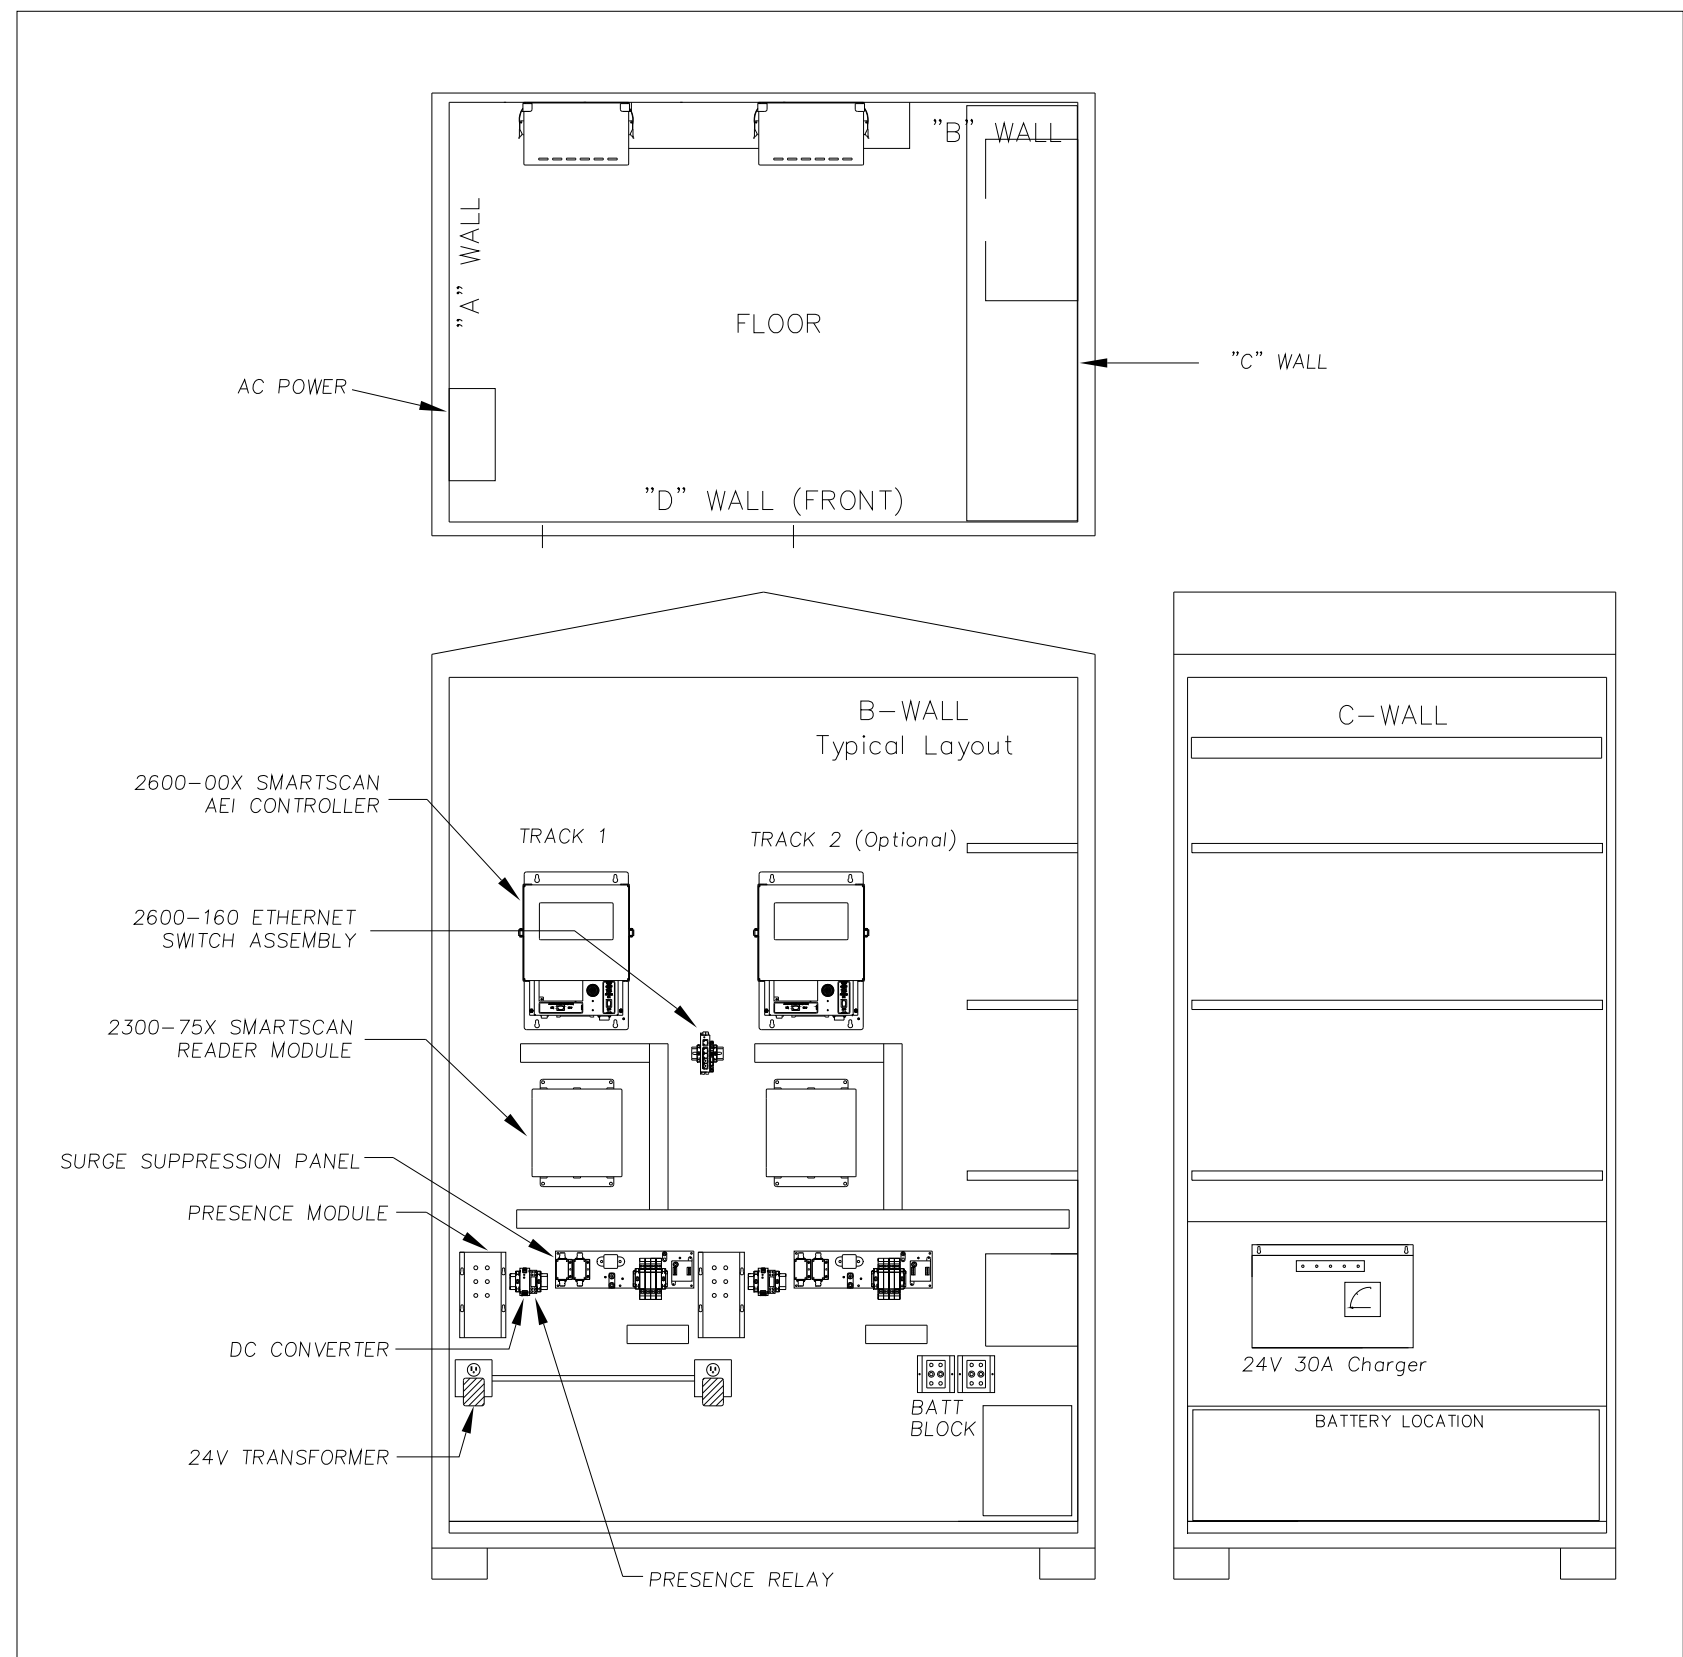 "B" WALL
"A" WALL
FLOOR
"C" WALL
AC POWER
"D" WALL (FRONT)
B-WALL
Typical Layout
C-WALL
2600-00X SMARTSCAN
AEI CONTROLLER
TRACK 1
TRACK 2 (Optional)
2600-160 ETHERNET
SWITCH ASSEMBLY
2300-75X SMARTSCAN
READER MODULE
SURGE SUPPRESSION PANEL
PRESENCE MODULE
DC CONVERTER
24V 30A Charger
BATT
BLOCK
BATTERY LOCATION
24V TRANSFORMER
PRESENCE RELAY